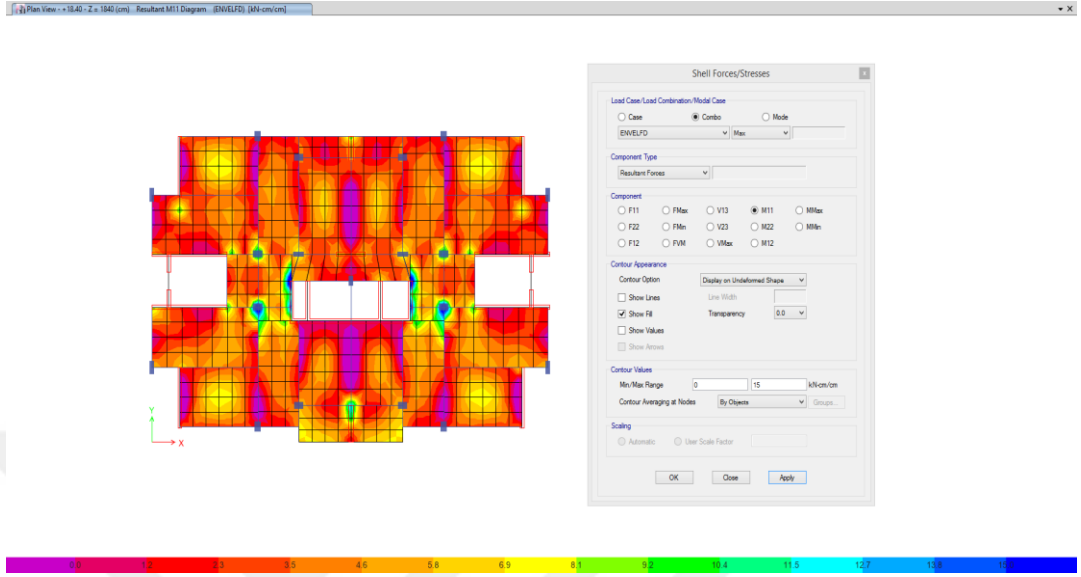 Plan View - +18.40 - Z = 1840 (cm) Resultant M11 Diagram (ENVELFD) [kN-cm/cm]
Shell Forces/Stresses
Load Case/Load Combination/Modal Case
Case Combo Mode
ENVELFD Max
Component Type
Resultant Forces
Component
F11 FMax V13 M11 MMax
F22 FMin V23 M22 MMin
F12 FVM VMax M12
Contour Appearance
Contour Option Display on Undeformed Shape
Show Lines Line Width
Show Fill Transparency 0.0
Show Values
Show Arrows
Contour Values
Min/Max Range 0 15 kN-cm/cm
Contour Averaging at Nodes By Objects Groups...
Scaling
Automatic User Scale Factor
OK Close Apply
Y
X
0.0 1.2 2.3 3.5 4.6 5.8 6.9 8.1 9.2 10.4 11.5 12.7 13.8